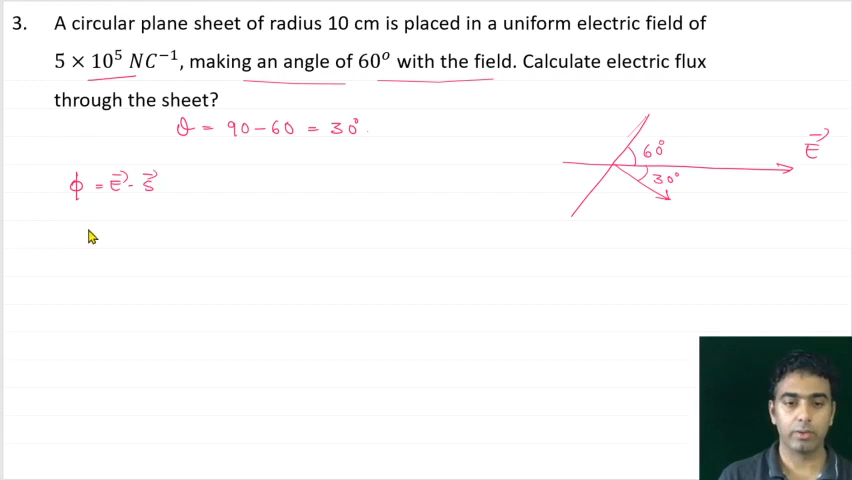 3. A circular plane sheet of radius 10 cm is placed in a uniform electric field of
5 × 10⁵ NC⁻¹, making an angle of 60ᵒ with the field. Calculate electric flux
through the sheet?
θ = 90 - 60 = 30°.
60°
E⃗
30°
ϕ = E⃗ · S⃗